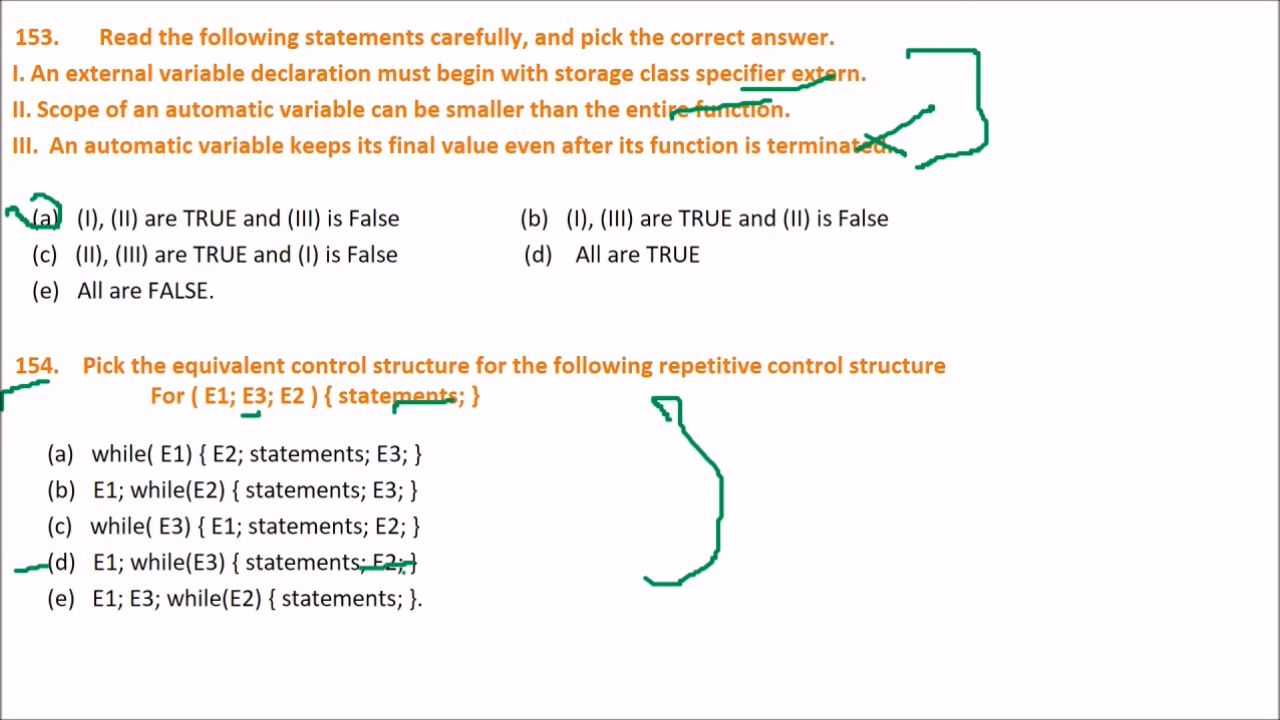 153. Read the following statements carefully, and pick the correct answer.
I. An external variable declaration must begin with storage class specifier extern.
II. Scope of an automatic variable can be smaller than the entire function.
III. An automatic variable keeps its final value even after its function is terminated.
(a) (I), (II) are TRUE and (III) is False (b) (I), (III) are TRUE and (II) is False
(c) (II), (III) are TRUE and (I) is False (d) All are TRUE
(e) All are FALSE.
154. Pick the equivalent control structure for the following repetitive control structure
For ( E1; E3; E2 ) { statements; }
(a) while( E1) { E2; statements; E3; }
(b) E1; while(E2) { statements; E3; }
(c) while( E3) { E1; statements; E2; }
(d) E1; while(E3) { statements; E2; }
(e) E1; E3; while(E2) { statements; }.